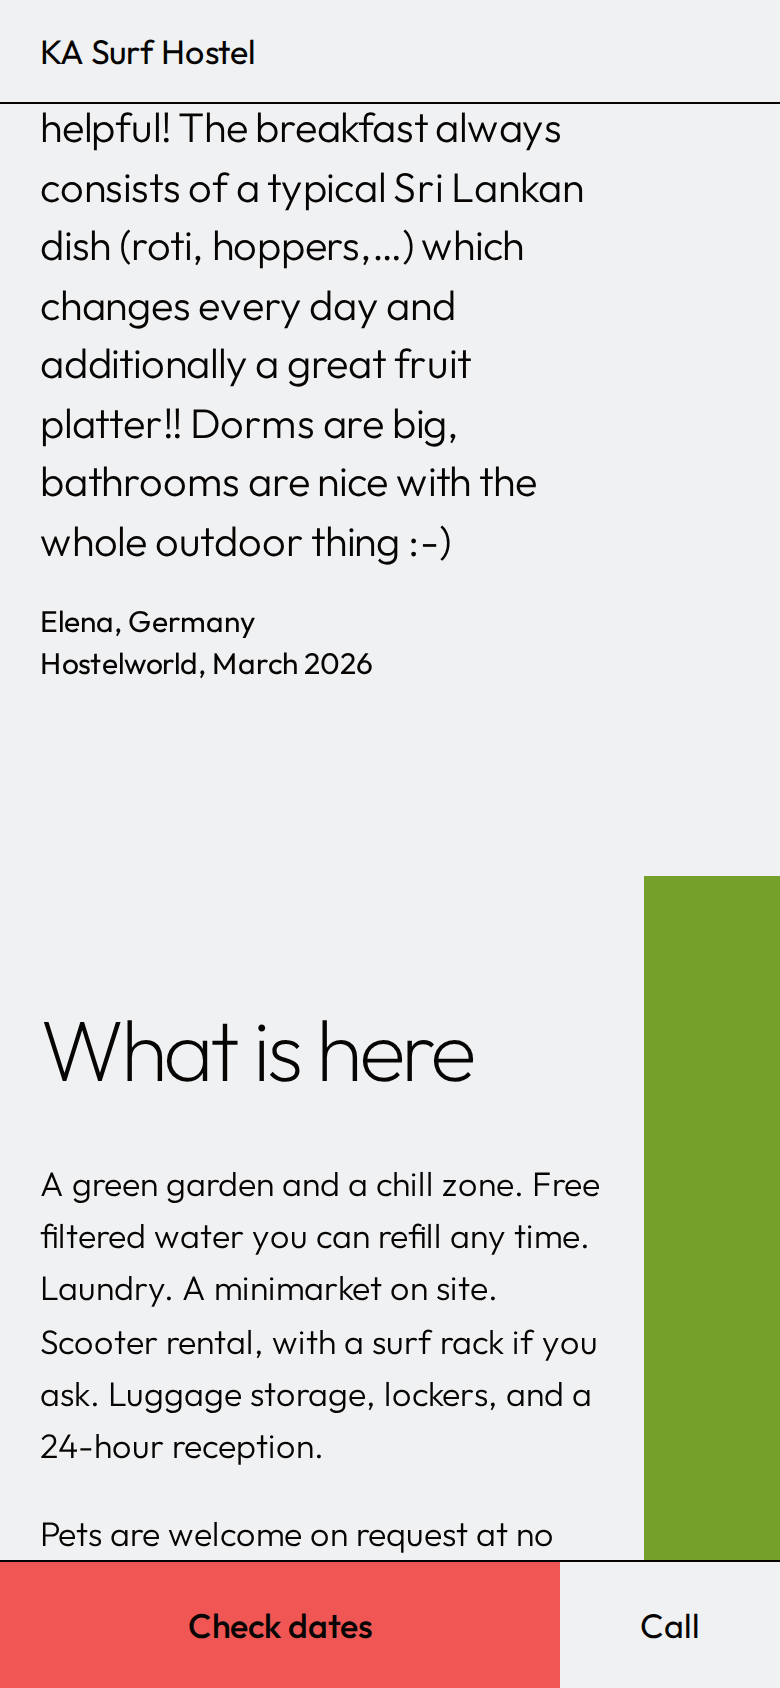 KA Surf Hostel
helpful! The breakfast always
consists of a typical Sri Lankan
dish (roti, hoppers,...) which
changes every day and
additionally a great fruit
platter!! Dorms are big,
bathrooms are nice with the
whole outdoor thing :-)
Elena, Germany
Hostelworld, March 2026
What is here
A green garden and a chill zone. Free
filtered water you can refill any time.
Laundry. A minimarket on site.
Scooter rental, with a surf rack if you
ask. Luggage storage, lockers, and a
24-hour reception.
Pets are welcome on request at no
Check dates
Call